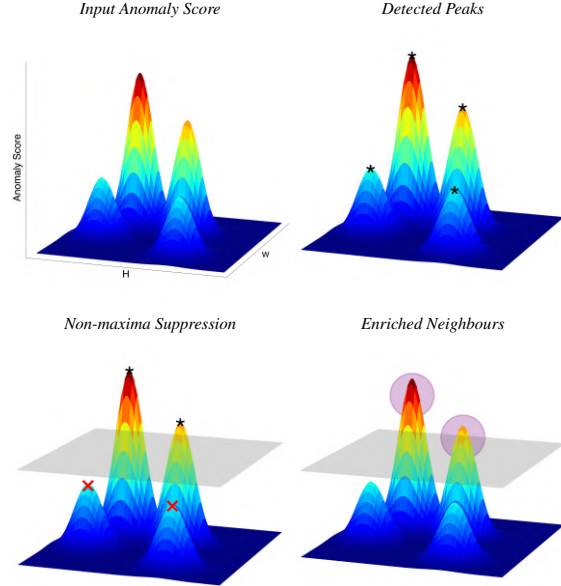 Input Anomaly Score
Detected Peaks
Anomaly Score
H
W
Non-maxima Suppression
Enriched Neighbours